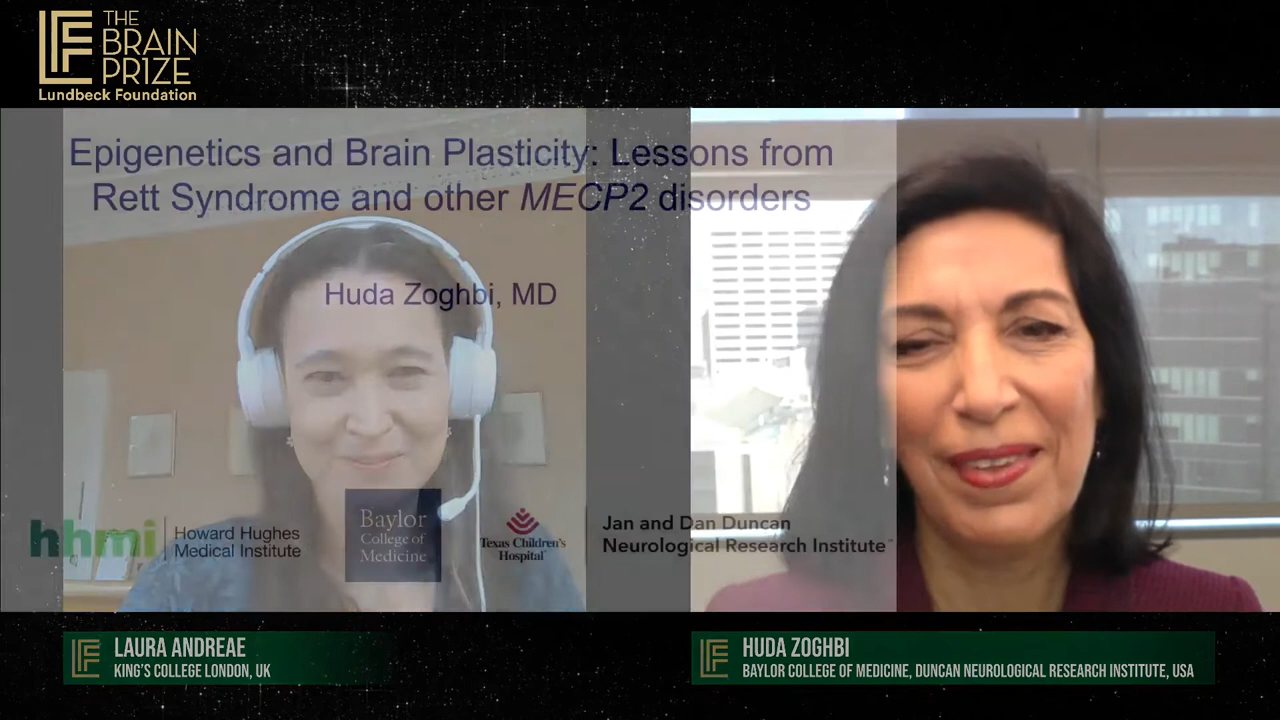 THE
BRAIN
PRIZE
Lundbeck Foundation
Epigenetics and Brain Plasticity: Lessons from
Rett Syndrome and other MECP2 disorders
Huda Zoghbi, MD
hhmi
Howard Hughes
Medical Institute
Baylor
College of
Medicine
Texas Children's
Hospital
Jan and Dan Duncan
Neurological Research Institute
LAURA ANDREAE
KING'S COLLEGE LONDON, UK
HUDA ZOGHBI
BAYLOR COLLEGE OF MEDICINE, DUNCAN NEUROLOGICAL RESEARCH INSTITUTE, USA